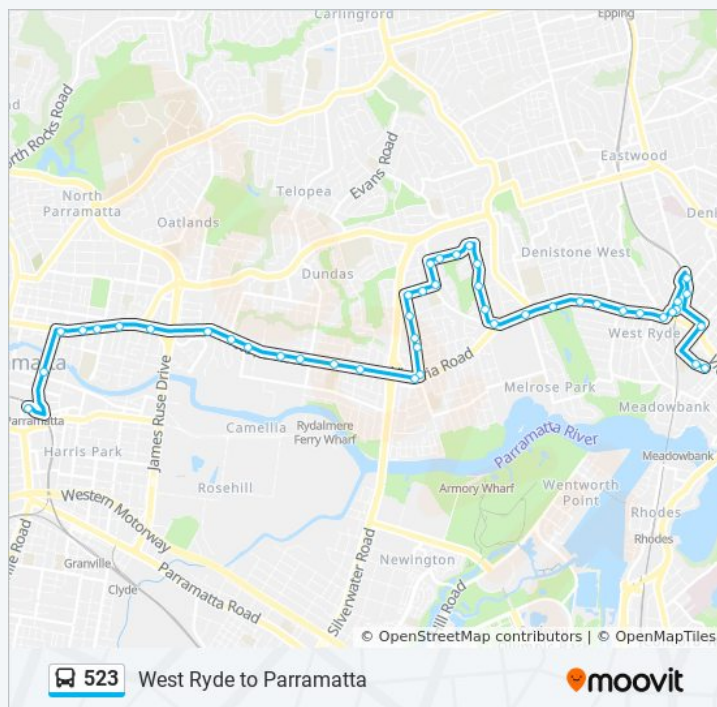 Carlingford
Epping
North Rocks Road
Evans Road
Eastwood
North
Parramatta
Telopea
Oatlands
Deni
Denistone West
Dundas
West Ryde
James Ruse Drive
Melrose Park
Meadowbank
Parramatta
Camellia
Rydalmere
Ferry Wharf
Parramatta River
Harris Park
Meadowbank
Rosehill
Armory Wharf
Wentworth
Point
Rhodes
Rhodes
Western Motorway
Newington
Granville
Clyde
Parramatta Road
Silverwater Road
© OpenStreetMap contributors | © OpenMapTiles
523 West Ryde to Parramatta
moovit